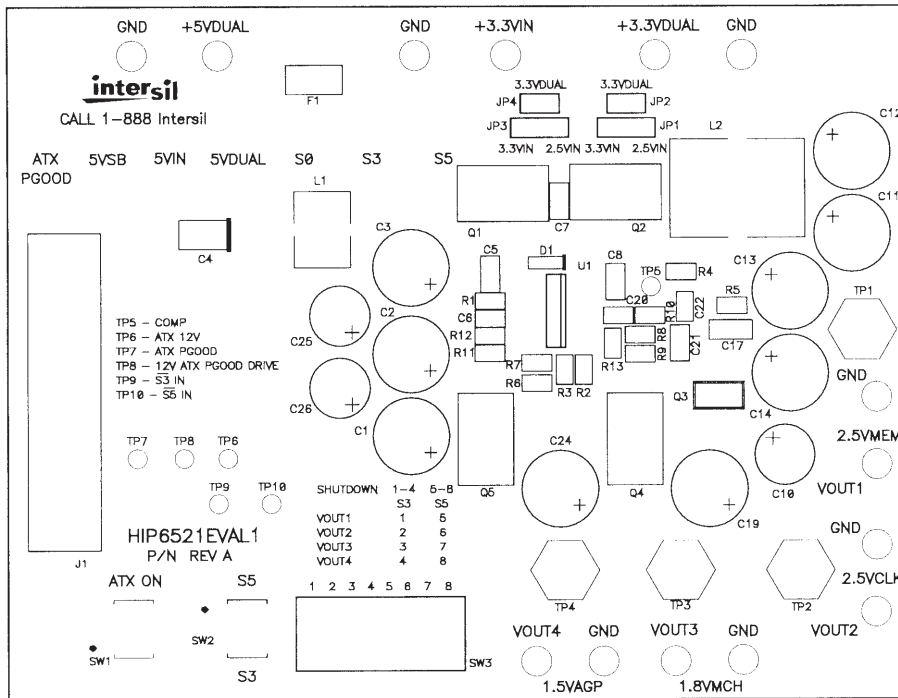 GND +5VDUAL GND +3.3VIN +3.3VDUAL GND
intersil
CALL 1-888 Intersil
F1
3.3VDUAL 3.3VDUAL
JP4 JP2
JP3 JP1 L2 C12
3.3VIN 2.5VIN 3.3VIN 2.5VIN
ATX 5VSB 5VIN 5VDUAL S0 S3 S5
PGOOD
L1 C11
C3 Q1 C7 Q2
C4 C5 D1 U1 C8 TP5 R4 C13
R1 C20 R10 C22 R5 TP1
C25 C2 C6
R12 R8 C21 C17
R11 R13 R9
R7
R6 R3 R2
TP5 - COMP
TP6 - ATX 12V
TP7 - ATX PGOOD
TP8 - 12V ATX PGOOD DRIVE
TP9 - S3 IN
TP10 - S5 IN
GND
Q3
C26 C1 C14
C24 2.5VMEM
TP7 TP8 TP6
Q5 Q4 C10 VOUT1
TP9 TP10
C19
SHUTDOWN 1-4 5-8
S3 S5
VOUT1 1 5
VOUT2 2 6
VOUT3 3 7
VOUT4 4 8
HIP6521EVAL1
P/N REV A
GND
J1
ATX ON S5
1 2 3 4 5 6 7 8
2.5VCLK
TP4 TP3 TP2
SW1 SW2 SW3
S3
VOUT4 GND VOUT3 GND VOUT2
1.5VAGP 1.8VMCH